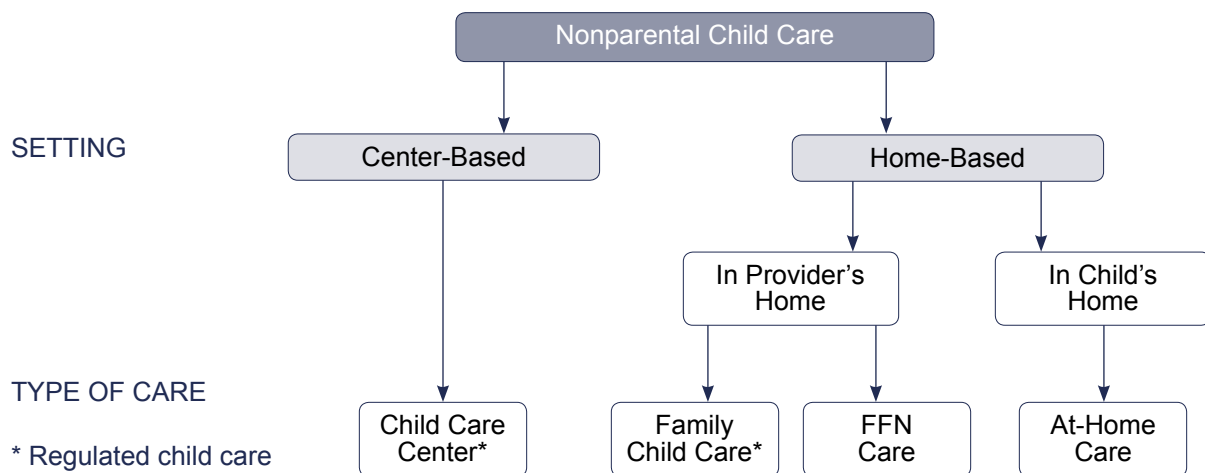 Nonparental Child Care
SETTING
Center-Based
Home-Based
In Provider’s
Home
In Child’s
Home
TYPE OF CARE
* Regulated child care
Child Care
Center*
Family
Child Care*
FFN
Care
At-Home
Care